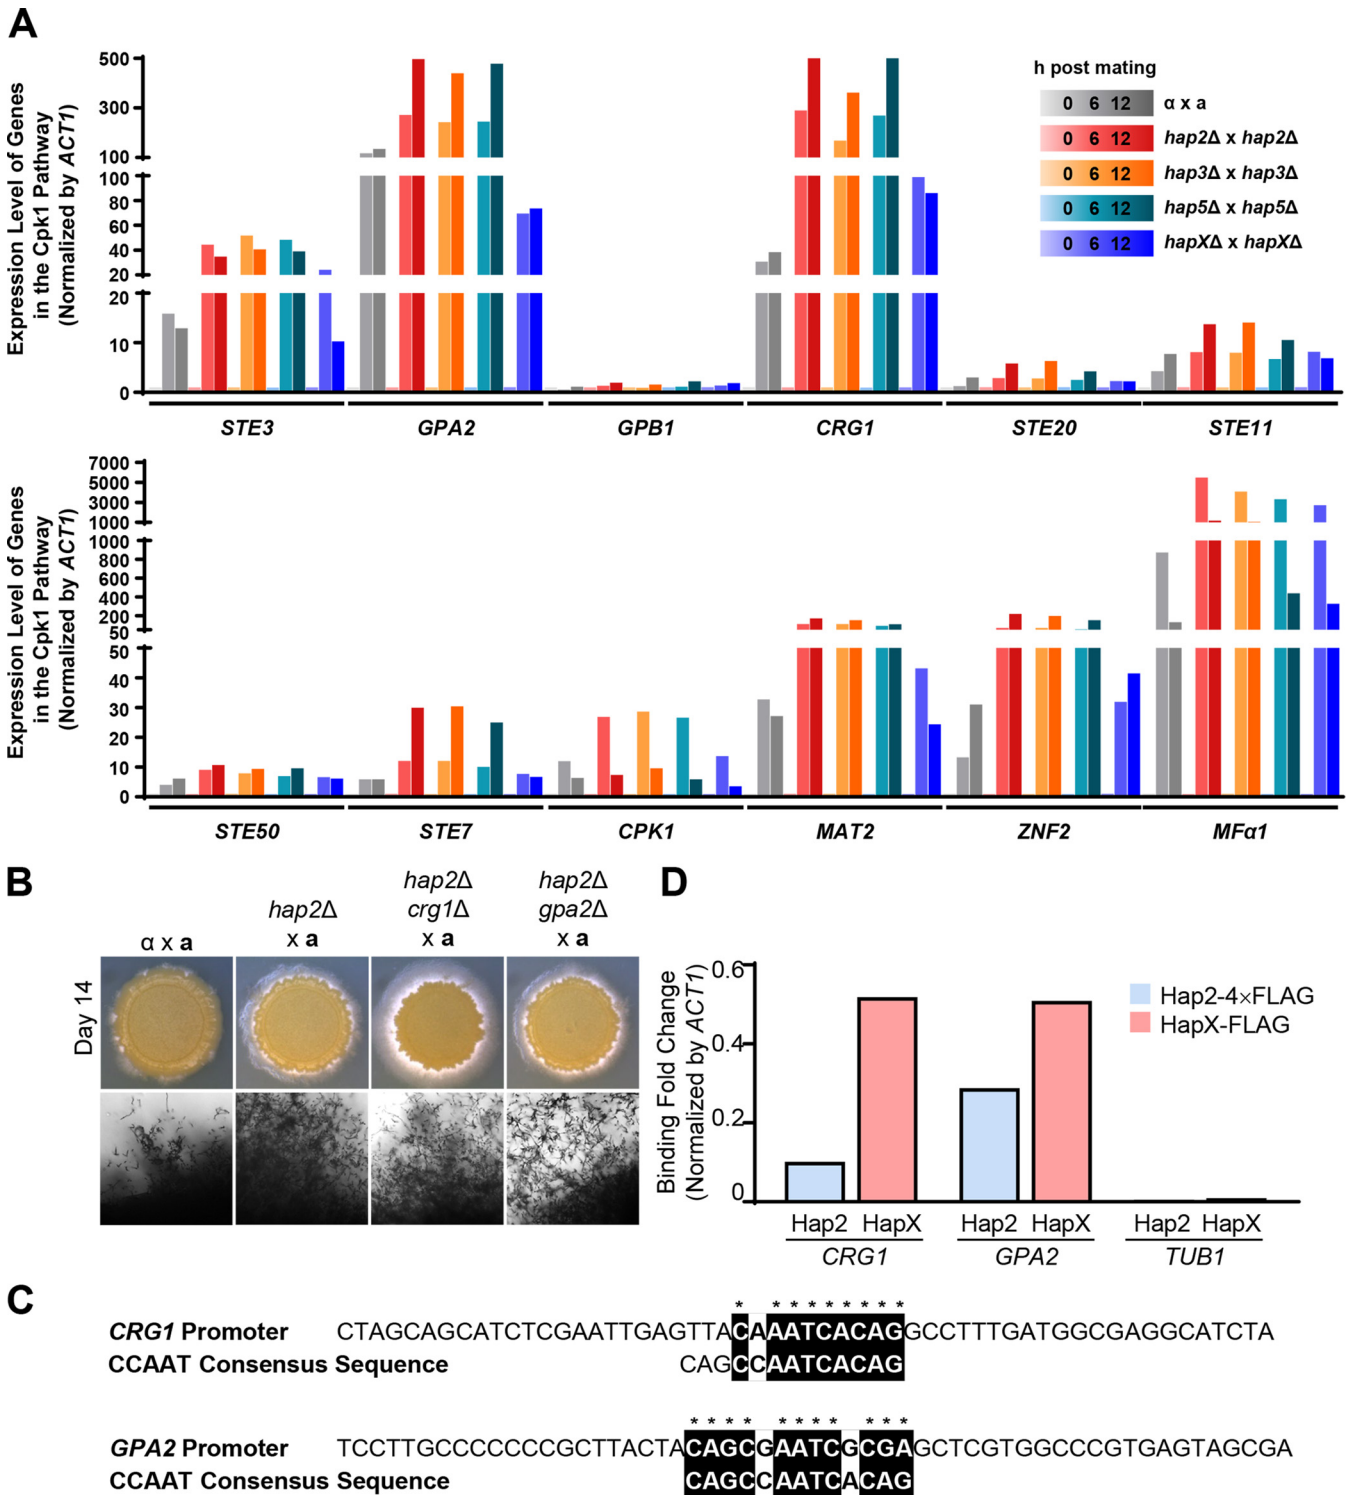 A
Expression Level of Genes
in the Cpk1 Pathway
(Normalized by ACT1)
500
300
100
100
80
60
40
20
20
10
0
h post mating
0 6 12 α x a
0 6 12 hap2Δ x hap2Δ
0 6 12 hap3Δ x hap3Δ
0 6 12 hap5Δ x hap5Δ
0 6 12 hapXΔ x hapXΔ
STE3 GPA2 GPB1 CRG1 STE20 STE11
Expression Level of Genes
in the Cpk1 Pathway
(Normalized by ACT1)
7000
5000
3000
1000
1000
800
600
400
200
50
50
40
30
20
10
0
STE50 STE7 CPK1 MAT2 ZNF2 MFα1
B
α x a
hap2Δ
x a
hap2Δ
crg1Δ
x a
hap2Δ
gpa2Δ
x a
Day 14
D
Binding Fold Change
(Normalized by ACT1)
0.6
0.4
0.2
0
Hap2-4×FLAG
HapX-FLAG
Hap2 HapX Hap2 HapX Hap2 HapX
CRG1 GPA2 TUB1
C
* * * * * * * * *
CRG1 Promoter CTAGCAGCATCTCGAATTGAGTTACAAATCACAGGCCTTTGATGGCGAGGCATCTA
CCAAT Consensus Sequence CAGCCAATCACAG
* * * * * * * * * * *
GPA2 Promoter TCCTTGCCCCCCCGCTTACTACAGCGAATCGCGAGCTCGTGGCCCGTGAGTAGCGA
CCAAT Consensus Sequence CAGCCAATCACAG